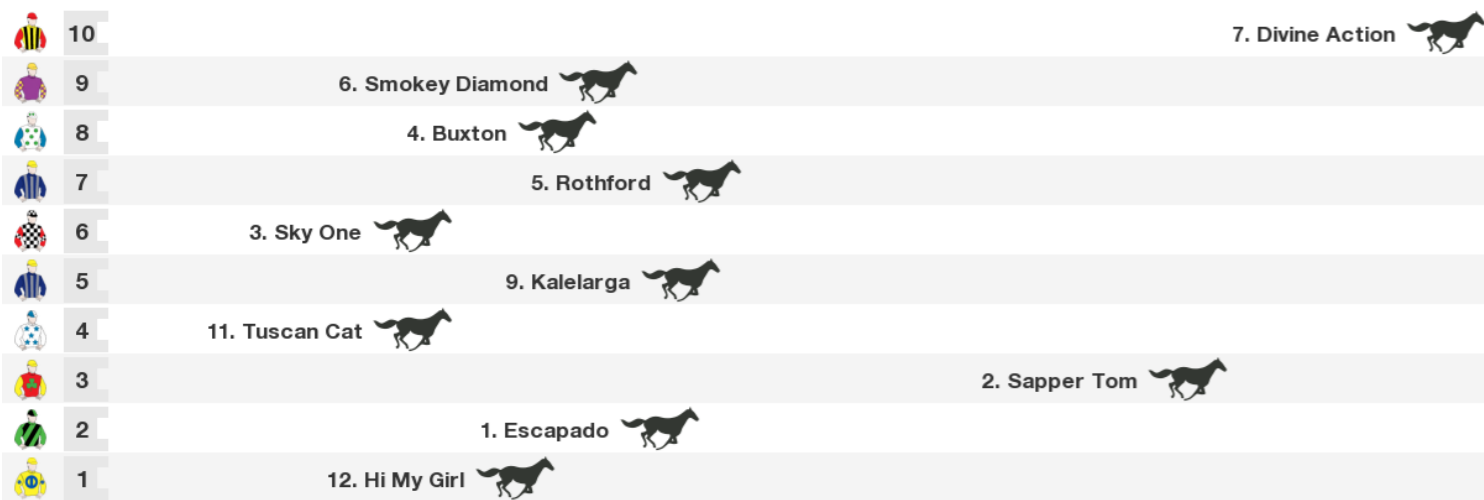 10 7. Divine Action
9 6. Smokey Diamond
8 4. Buxton
7 5. Rothford
6 3. Sky One
5 9. Kalelarga
4 11. Tuscan Cat
3 2. Sapper Tom
2 1. Escapado
1 12. Hi My Girl